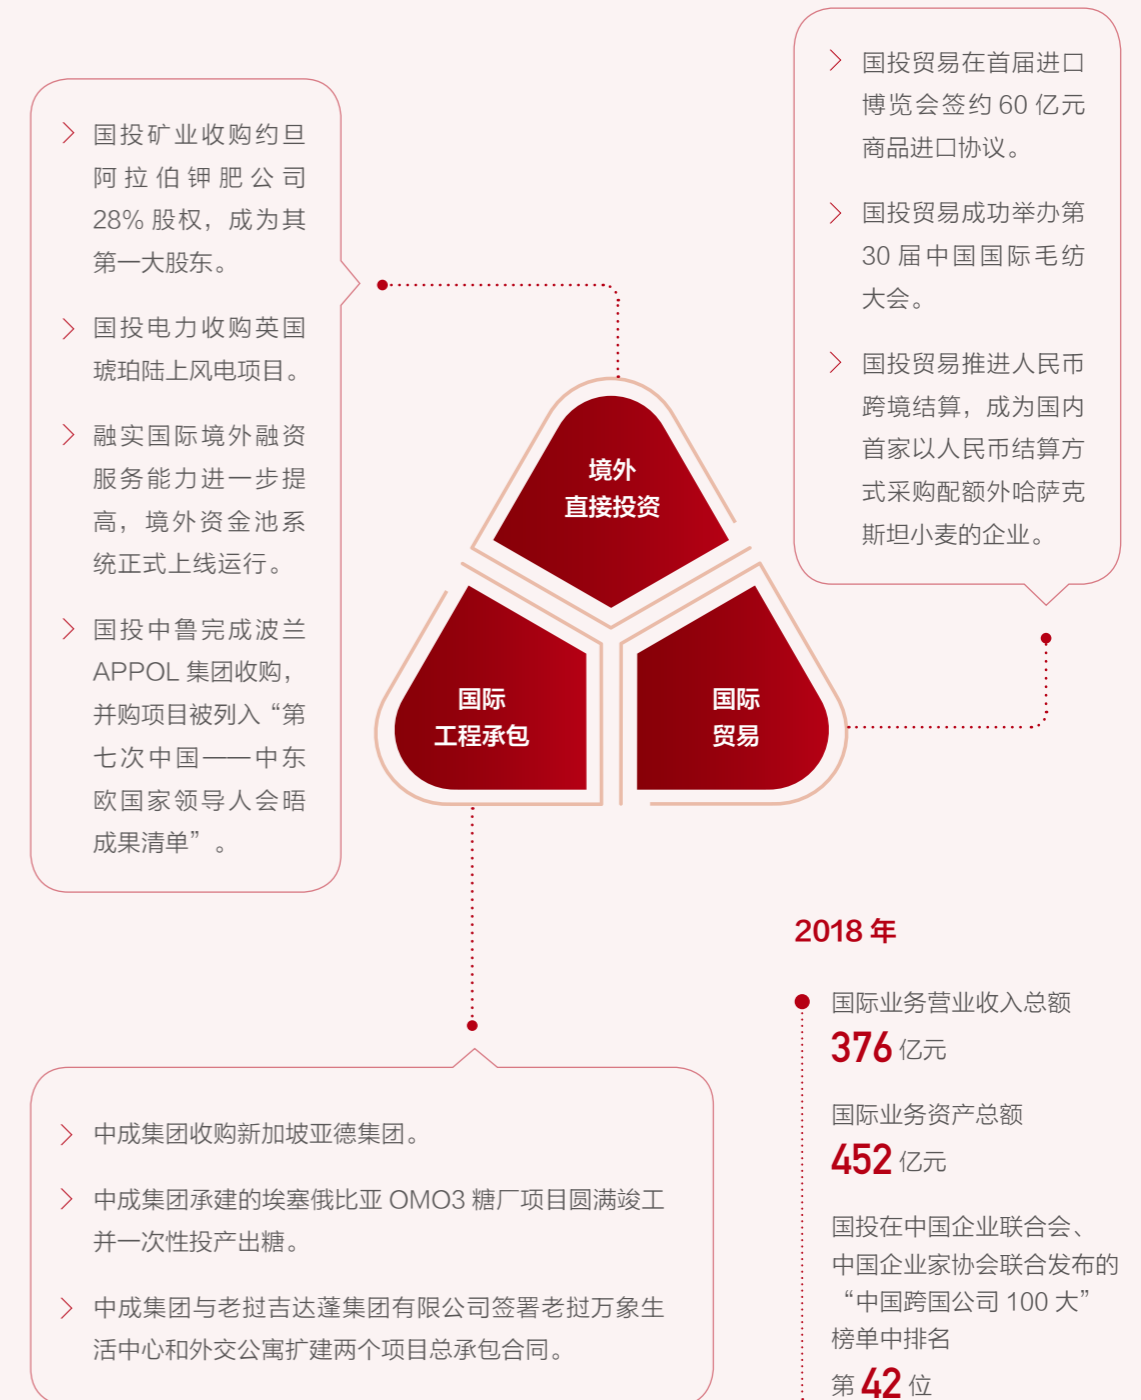 国投矿业收购约旦
阿拉伯钾肥公司
28% 股权，成为其
第一大股东。
国投电力收购英国
琥珀陆上风电项目。
融实国际境外融资
服务能力进一步提
高，境外资金池系
统正式上线运行。
国投中鲁完成波兰
APPOL 集团收购，
并购项目被列入“第
七次中国——中东
欧国家领导人会晤
成果清单”。
国投贸易在首届进口
博览会签约 60 亿元
商品进口协议。
国投贸易成功举办第
30 届中国国际毛纺
大会。
国投贸易推进人民币
跨境结算，成为国内
首家以人民币结算方
式采购配额外哈萨克
斯坦小麦的企业。
境外
直接投资
国际
工程承包
国际
贸易
中成集团收购新加坡亚德集团。
中成集团承建的埃塞俄比亚 OMO3 糖厂项目圆满竣工
并一次性投产出糖。
中成集团与老挝吉达蓬集团有限公司签署老挝万象生
活中心和外交公寓扩建两个项目总承包合同。
2018 年
国际业务营业收入总额
376 亿元
国际业务资产总额
452 亿元
国投在中国企业联合会、
中国企业家协会联合发布的
“中国跨国公司 100 大”
榜单中排名
第 42 位